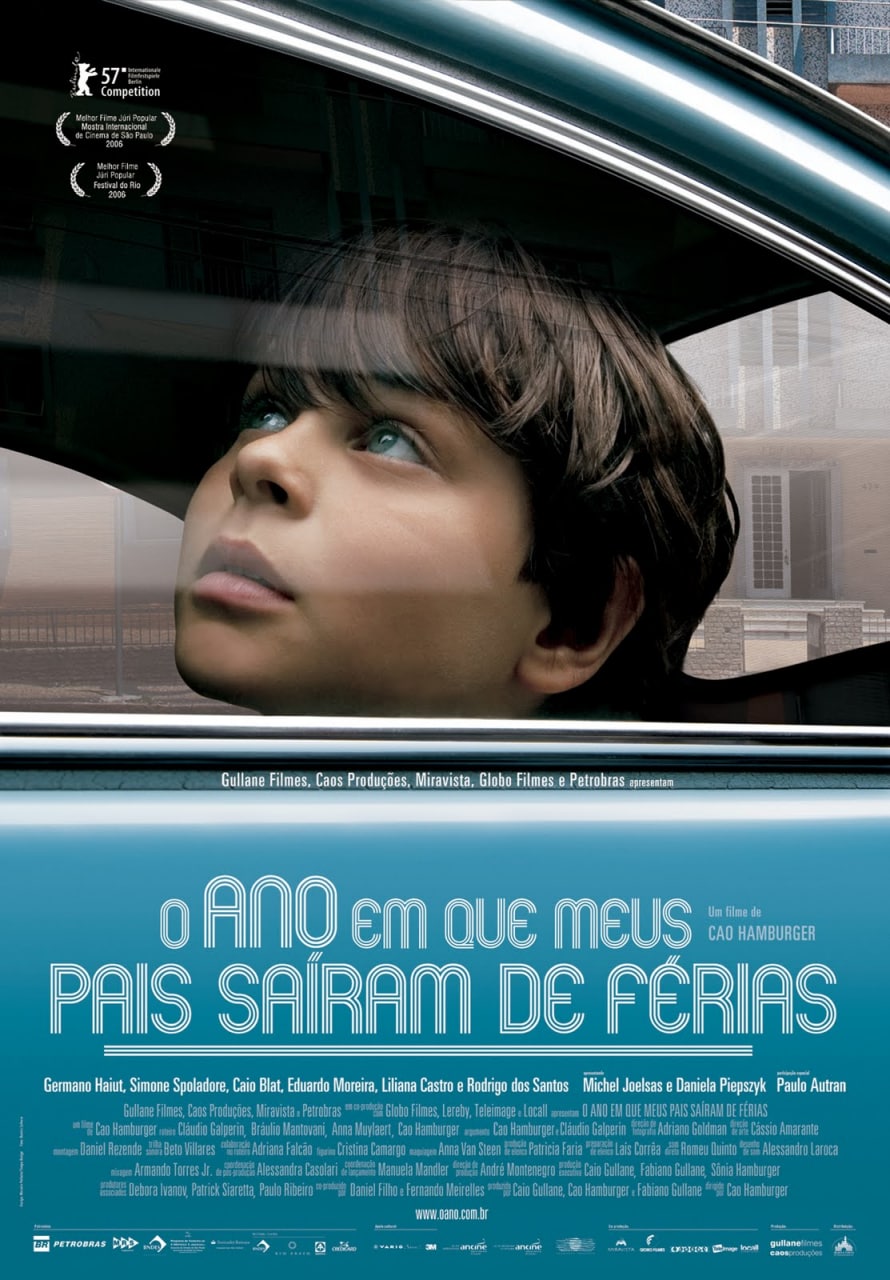 57
Internationale
Filmfestspiele
Berlin
Competition
Melhor Filme Júri Popular
Mostra Internacional
de Cinema de São Paulo
2006
Melhor Filme
Júri Popular
Festival do Rio
2006
Gullane Filmes, Caos Produções, Miravista, Globo Filmes e Petrobras apresentam
O ANO EM QUE MEUS
PAIS SAÍRAM DE FÉRIAS
Um filme de
CAO HAMBURGER
Germano Haiut, Simone Spoladore, Caio Blat, Eduardo Moreira, Liliana Castro e Rodrigo dos Santos apresentando Michel Joelsas e Daniela Piepszyk participação especial Paulo Autran
Gullane Filmes, Caos Produções, Miravista e Petrobras em co-produção com Globo Filmes, Lereby, Teleimage e Locall apresentam O ANO EM QUE MEUS PAIS SAÍRAM DE FÉRIAS
um filme de Cao Hamburger roteiro Cláudio Galperin, Bráulio Mantovani, Anna Muylaert, Cao Hamburger argumento Cao Hamburger e Cláudio Galperin direção de fotografia Adriano Goldman direção de arte Cássio Amarante
montagem Daniel Rezende trilha sonora Beto Villares colaboração no roteiro Adriana Falcão figurino Cristina Camargo maquiagem Anna Van Steen produção de elenco Patricia Faria preparação de elenco Laís Corrêa som direto Romeu Quinto desenho de som Alessandro Laroca
mixagem Armando Torres Jr. coordenação de pós-produção Alessandra Casolari coordenação de lançamento Manuela Mandler direção de produção André Montenegro produção executiva Caio Gullane, Fabiano Gullane, Sônia Hamburger
produtores associados Debora Ivanov, Patrick Siaretta, Paulo Ribeiro co-produzido por Daniel Filho e Fernando Meirelles produzido por Caio Gullane, Cao Hamburger e Fabiano Gullane dirigido por Cao Hamburger
www.oano.com.br
BR PETROBRAS BNDES 3M ancine ancine MIRAVISTA GLOBO FILMES TeleImage locall gullanefilmes
caosproduções